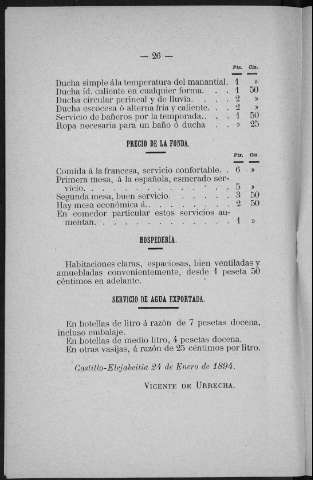 — 26 —
Pts. Cts.
Ducha simple á la temperatura del manantial. 1 »
Ducha id. caliente en cualquier forma. . . 1 50
Ducha circular perineal y de lluvia. . . . 2 »
Ducha escocesa ó alterna fria y caliente. . . 2 »
Servicio de bañeros por la temporada. . . 1 50
Ropa necesaria para un baño ó ducha . . » 25
PRECIO DE LA FONDA.
Pts. Cts.
Comida á la francesa, servicio confortable. . 6 »
Primera mesa, á la española, esmerado ser-
vicio. . . . . . . . . . . . 5 »
Segunda mesa, buen servicio. . . . . . 3 50
Hay mesa económica á. . . . . . . . 2 50
En comedor particular estos servicios au-
mentan. . . . . . . . . . . . 1 »
HOSPEDERÍA.
Habitaciones claras, espaciosas, bien ventiladas y
amuebladas convenientemente, desde 1 peseta 50
céntimos en adelante.
SERVICIO DE AGUA EXPORTADA.
En botellas de litro á razón de 7 pesetas docena,
incluso embalaje.
En botellas de medio litro, 4 pesetas docena.
En otras vasijas, á razón de 25 céntimos por litro.
Castillo-Elejabeitia 24 de Enero de 1894.
VICENTE DE URRECHA.